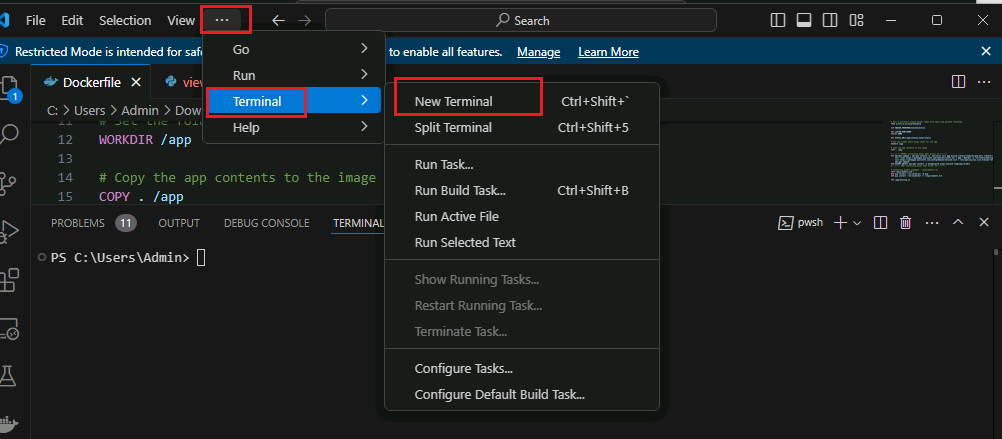 File Edit Selection View ··· Search
Restricted Mode is intended for safe to enable all features. Manage Learn More
Go
Run
Terminal
Help
New Terminal Ctrl+Shift+`
Split Terminal Ctrl+Shift+5
Run Task...
Run Build Task... Ctrl+Shift+B
Run Active File
Run Selected Text
Show Running Tasks...
Restart Running Task...
Terminate Task...
Configure Tasks...
Configure Default Build Task...
1
Dockerfile view
C: > Users > Admin > Dow
11 # Set the
12 WORKDIR /app
13
14 # Copy the app contents to the image
15 COPY . /app
PROBLEMS 11 OUTPUT DEBUG CONSOLE TERMINAL pwsh
PS C:\Users\Admin>